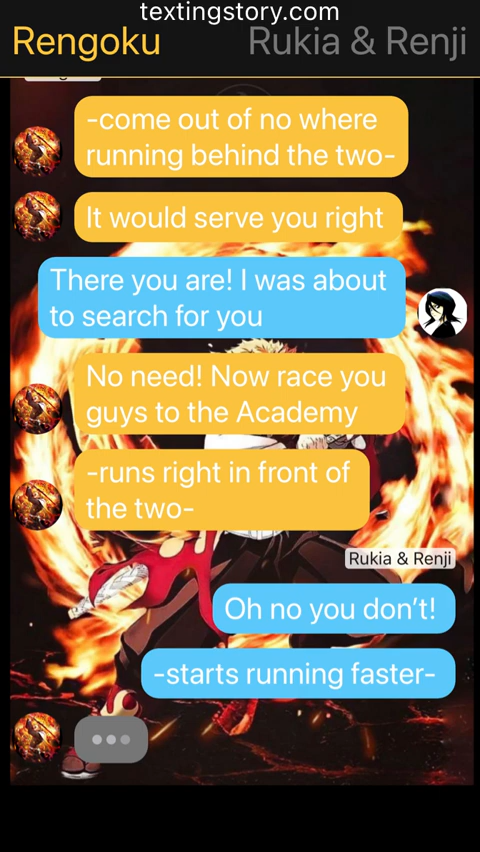 textingstory.com
Rengoku
Rukia & Renji
-come out of no where
running behind the two-
It would serve you right
There you are! I was about
to search for you
No need! Now race you
guys to the Academy
-runs right in front of
the two-
Rukia & Renji
Oh no you don’t!
-starts running faster-